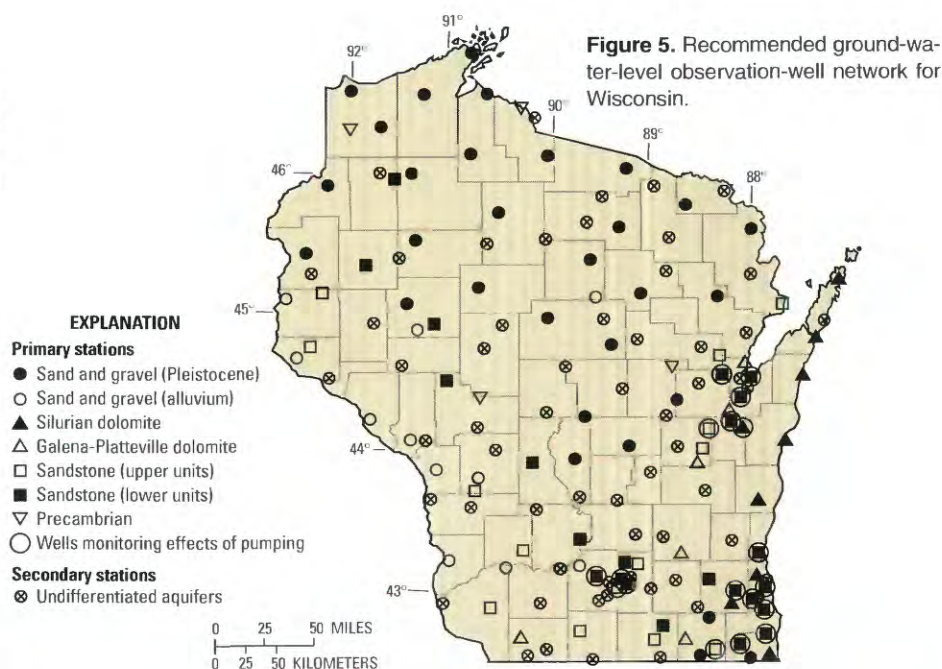 Figure 5. Recommended ground-wa-
ter-level observation-well network for
Wisconsin.
91°
92°
90
89°
88°
46°
45°
44°
43°
EXPLANATION
Primary stations
Sand and gravel (Pleistocene)
Sand and gravel (alluvium)
Silurian dolomite
Galena-Platteville dolomite
Sandstone (upper units)
Sandstone (lower units)
Precambrian
Wells monitoring effects of pumping
Secondary stations
Undifferentiated aquifers
0 25 50 MILES
0 25 50 KILOMETERS